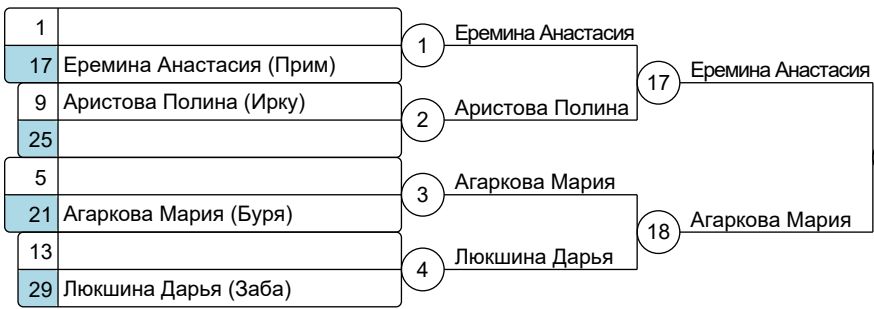 1
17 Еремина Анастасия (Прим)
9 Аристова Полина (Ирку)
25
5
21 Агаркова Мария (Буря)
13
29 Люкшина Дарья (Заба)
1
2
3
4
Еремина Анастасия
Аристова Полина
Агаркова Мария
Люкшина Дарья
17
18
Еремина Анастасия
Агаркова Мария